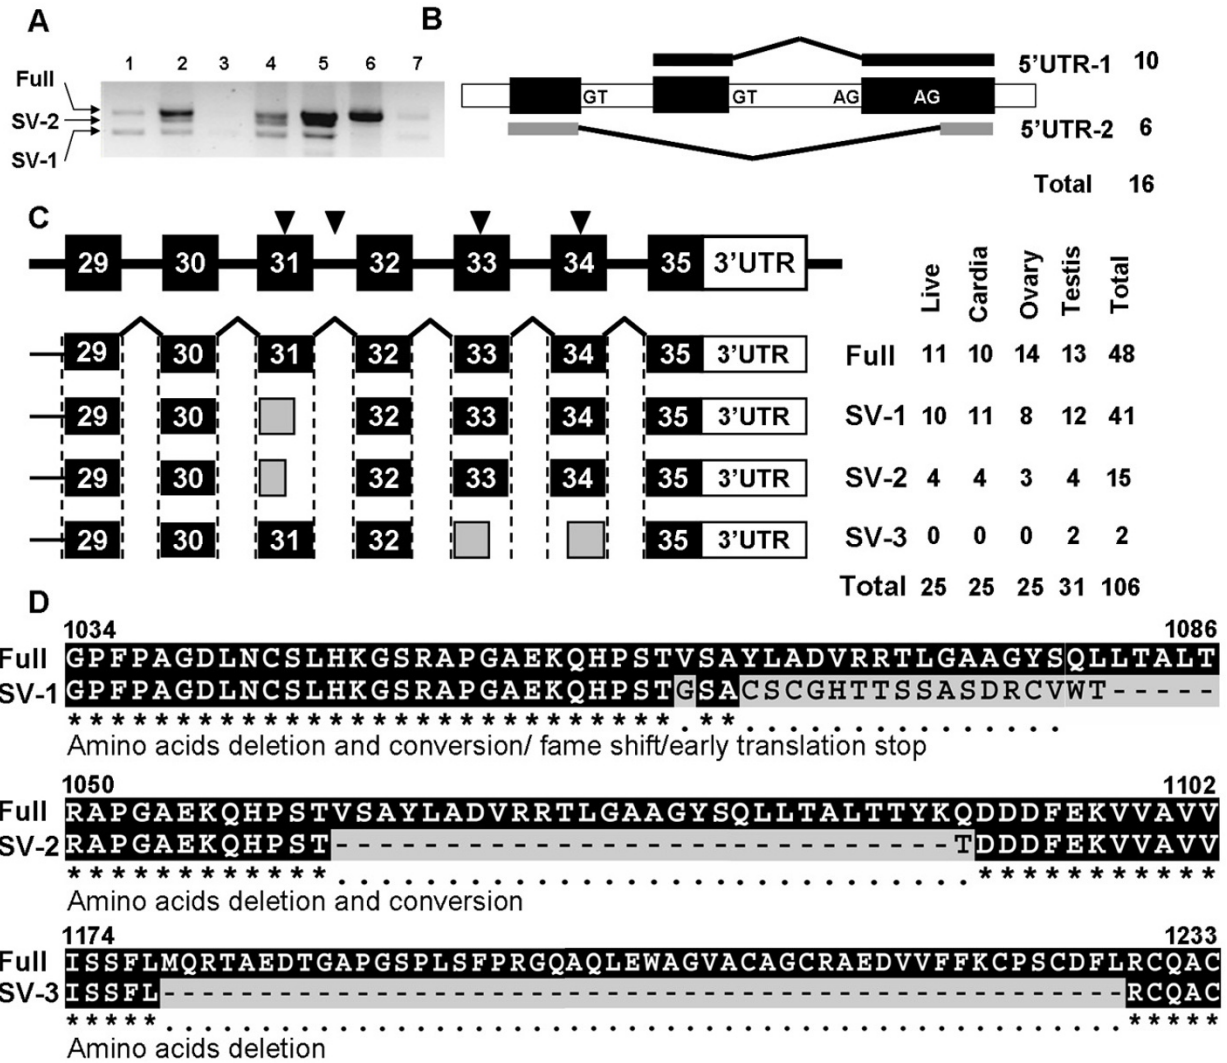 A
1 2 3 4 5 6 7
Full
SV-2
SV-1
B
GT GT AG AG
5'UTR-1 10
5'UTR-2 6
Total 16
C
29 30 31 32 33 34 35 3'UTR
Live Cardia Ovary Testis Total
29 30 31 32 33 34 35 3'UTR Full 11 10 14 13 48
29 30 32 33 34 35 3'UTR SV-1 10 11 8 12 41
29 30 32 33 34 35 3'UTR SV-2 4 4 3 4 15
29 30 31 32 35 3'UTR SV-3 0 0 0 2 2
Total 25 25 25 31 106
D
1034 1086
Full GPFPAGDLNCSLHKGSRAPGAEKQHPSTVSAYLADVRRTLGAAGYSQLLTALT
SV-1 GPFPAGDLNCSLHKGSRAPGAEKQHPSTGSACSCGHTTSSASDRCVWT-----
****************************.**...............
Amino acids deletion and conversion/ fame shift/early translation stop
1050 1102
Full RAPGAEKQHPSTVSAYLADVRRTLGAAGYSQLLTALTTYKQDDDFEKVVAVV
SV-2 RAPGAEKQHPST----------------------------TDDDFEKVVAVV
************.............................***********
Amino acids deletion and conversion
1174 1233
Full ISSFLMQRTAEDTGAPGSPLSFPRGQAQLEWAGVACAGCRAEDVVFFKCPSCDFLRCQAC
SV-3 ISSFL--------------------------------------------------RCQAC
*****..................................................*****
Amino acids deletion